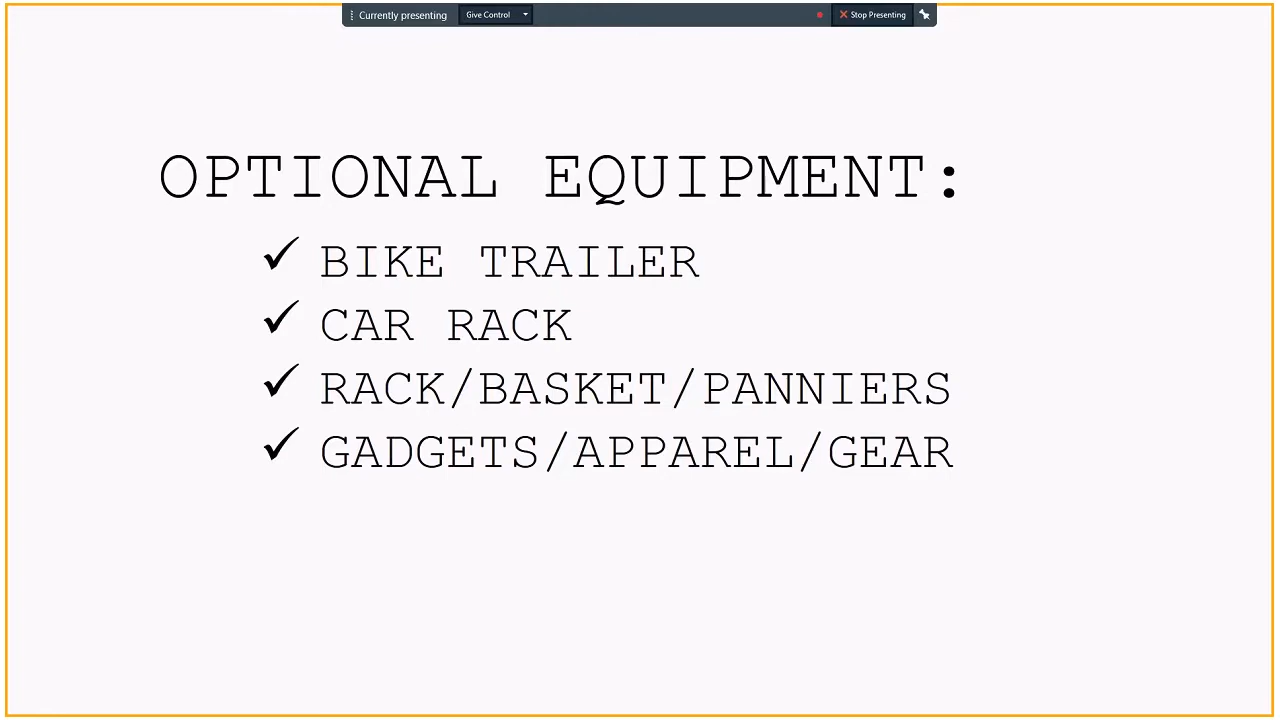 Currently presenting Give Control Stop Presenting
OPTIONAL EQUIPMENT:
✓ BIKE TRAILER
✓ CAR RACK
✓ RACK/BASKET/PANNIERS
✓ GADGETS/APPAREL/GEAR